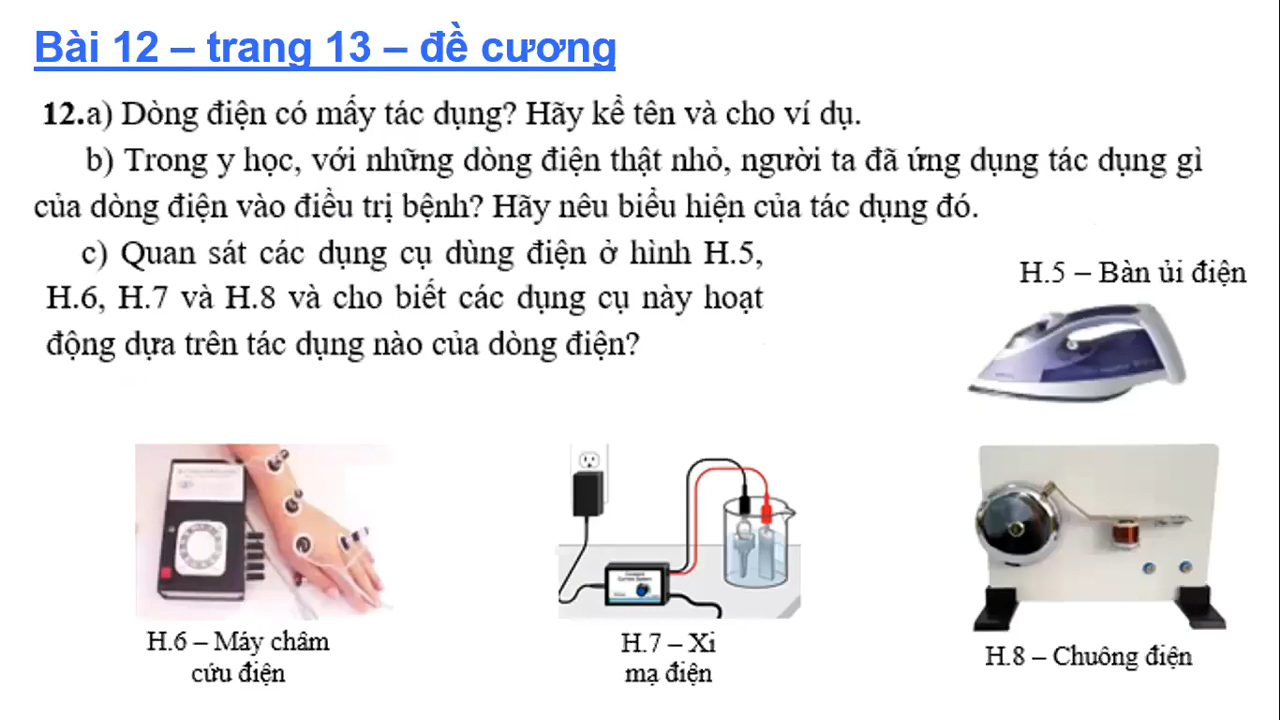 Bài 12 – trang 13 – đề cương
12.a) Dòng điện có mấy tác dụng? Hãy kể tên và cho ví dụ.
b) Trong y học, với những dòng điện thật nhỏ, người ta đã ứng dụng tác dụng gì
của dòng điện vào điều trị bệnh? Hãy nêu biểu hiện của tác dụng đó.
c) Quan sát các dụng cụ dùng điện ở hình H.5,
H.6, H.7 và H.8 và cho biết các dụng cụ này hoạt
động dựa trên tác dụng nào của dòng điện?
H.5 – Bàn ủi điện
H.6 – Máy châm
cứu điện
H.7 – Xi
mạ điện
H.8 – Chuông điện